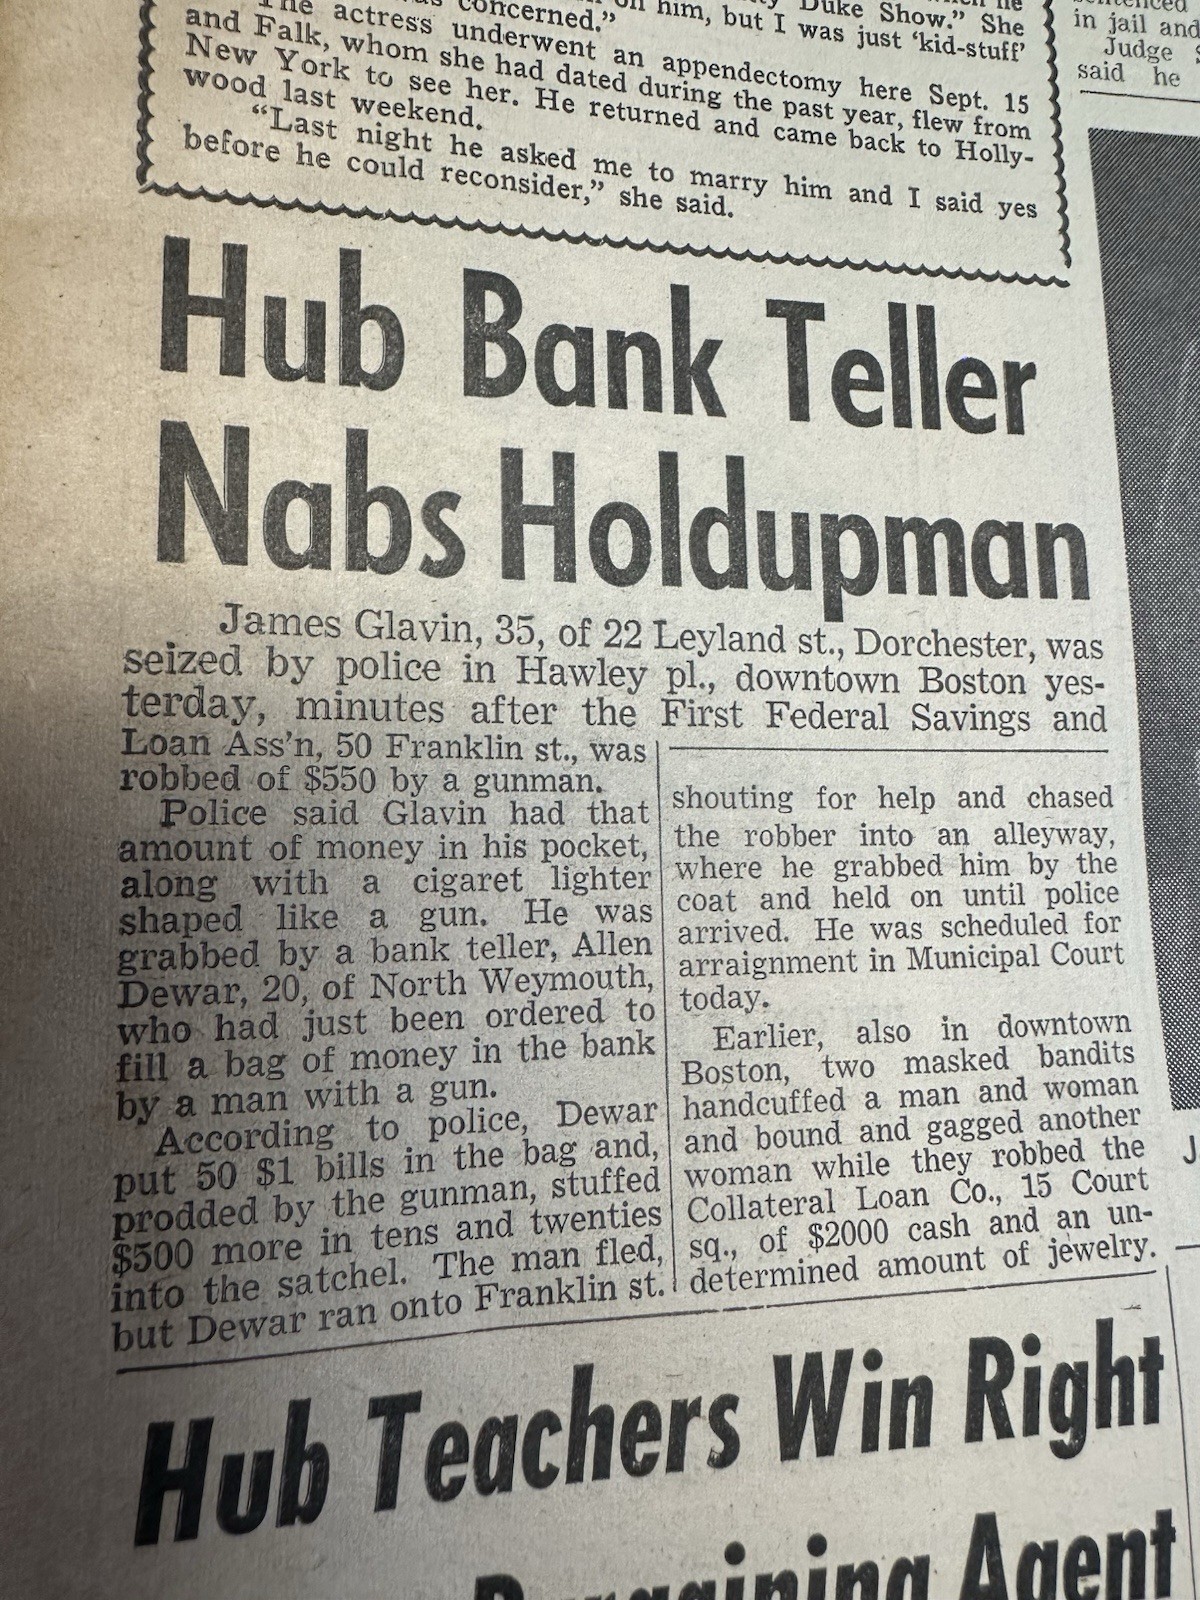 concerned."
on him, but I was just 'kid-stuff'
Duke Show." She
The actress underwent an appendectomy here Sept. 15
and Falk, whom she had dated during the past year, flew from
New York to see her. He returned and came back to Holly-
wood last weekend.
"Last night he asked me to marry him and I said yes
before he could reconsider," she said.
in jail and
Judge
said he
Hub Bank Teller
Nabs Holdupman
James Glavin, 35, of 22 Leyland st., Dorchester, was
seized by police in Hawley pl., downtown Boston yes-
terday, minutes after the First Federal Savings and
Loan Ass'n, 50 Franklin st., was
robbed of $550 by a gunman.
Police said Glavin had that
amount of money in his pocket,
along with a cigaret lighter
shaped like a gun. He was
grabbed by a bank teller, Allen
Dewar, 20, of North Weymouth,
who had just been ordered to
fill a bag of money in the bank
by a man with a gun.
According to police, Dewar
put 50 $1 bills in the bag and,
prodded by the gunman, stuffed
$500 more in tens and twenties
into the satchel. The man fled,
but Dewar ran onto Franklin st.
shouting for help and chased
the robber into an alleyway,
where he grabbed him by the
coat and held on until police
arrived. He was scheduled for
arraignment in Municipal Court
today.
Earlier, also in downtown
Boston, two masked bandits
handcuffed a man and woman
and bound and gagged another
woman while they robbed the
Collateral Loan Co., 15 Court
sq., of $2000 cash and an un-
determined amount of jewelry.
Hub Teachers Win Right
Bargaining Agent